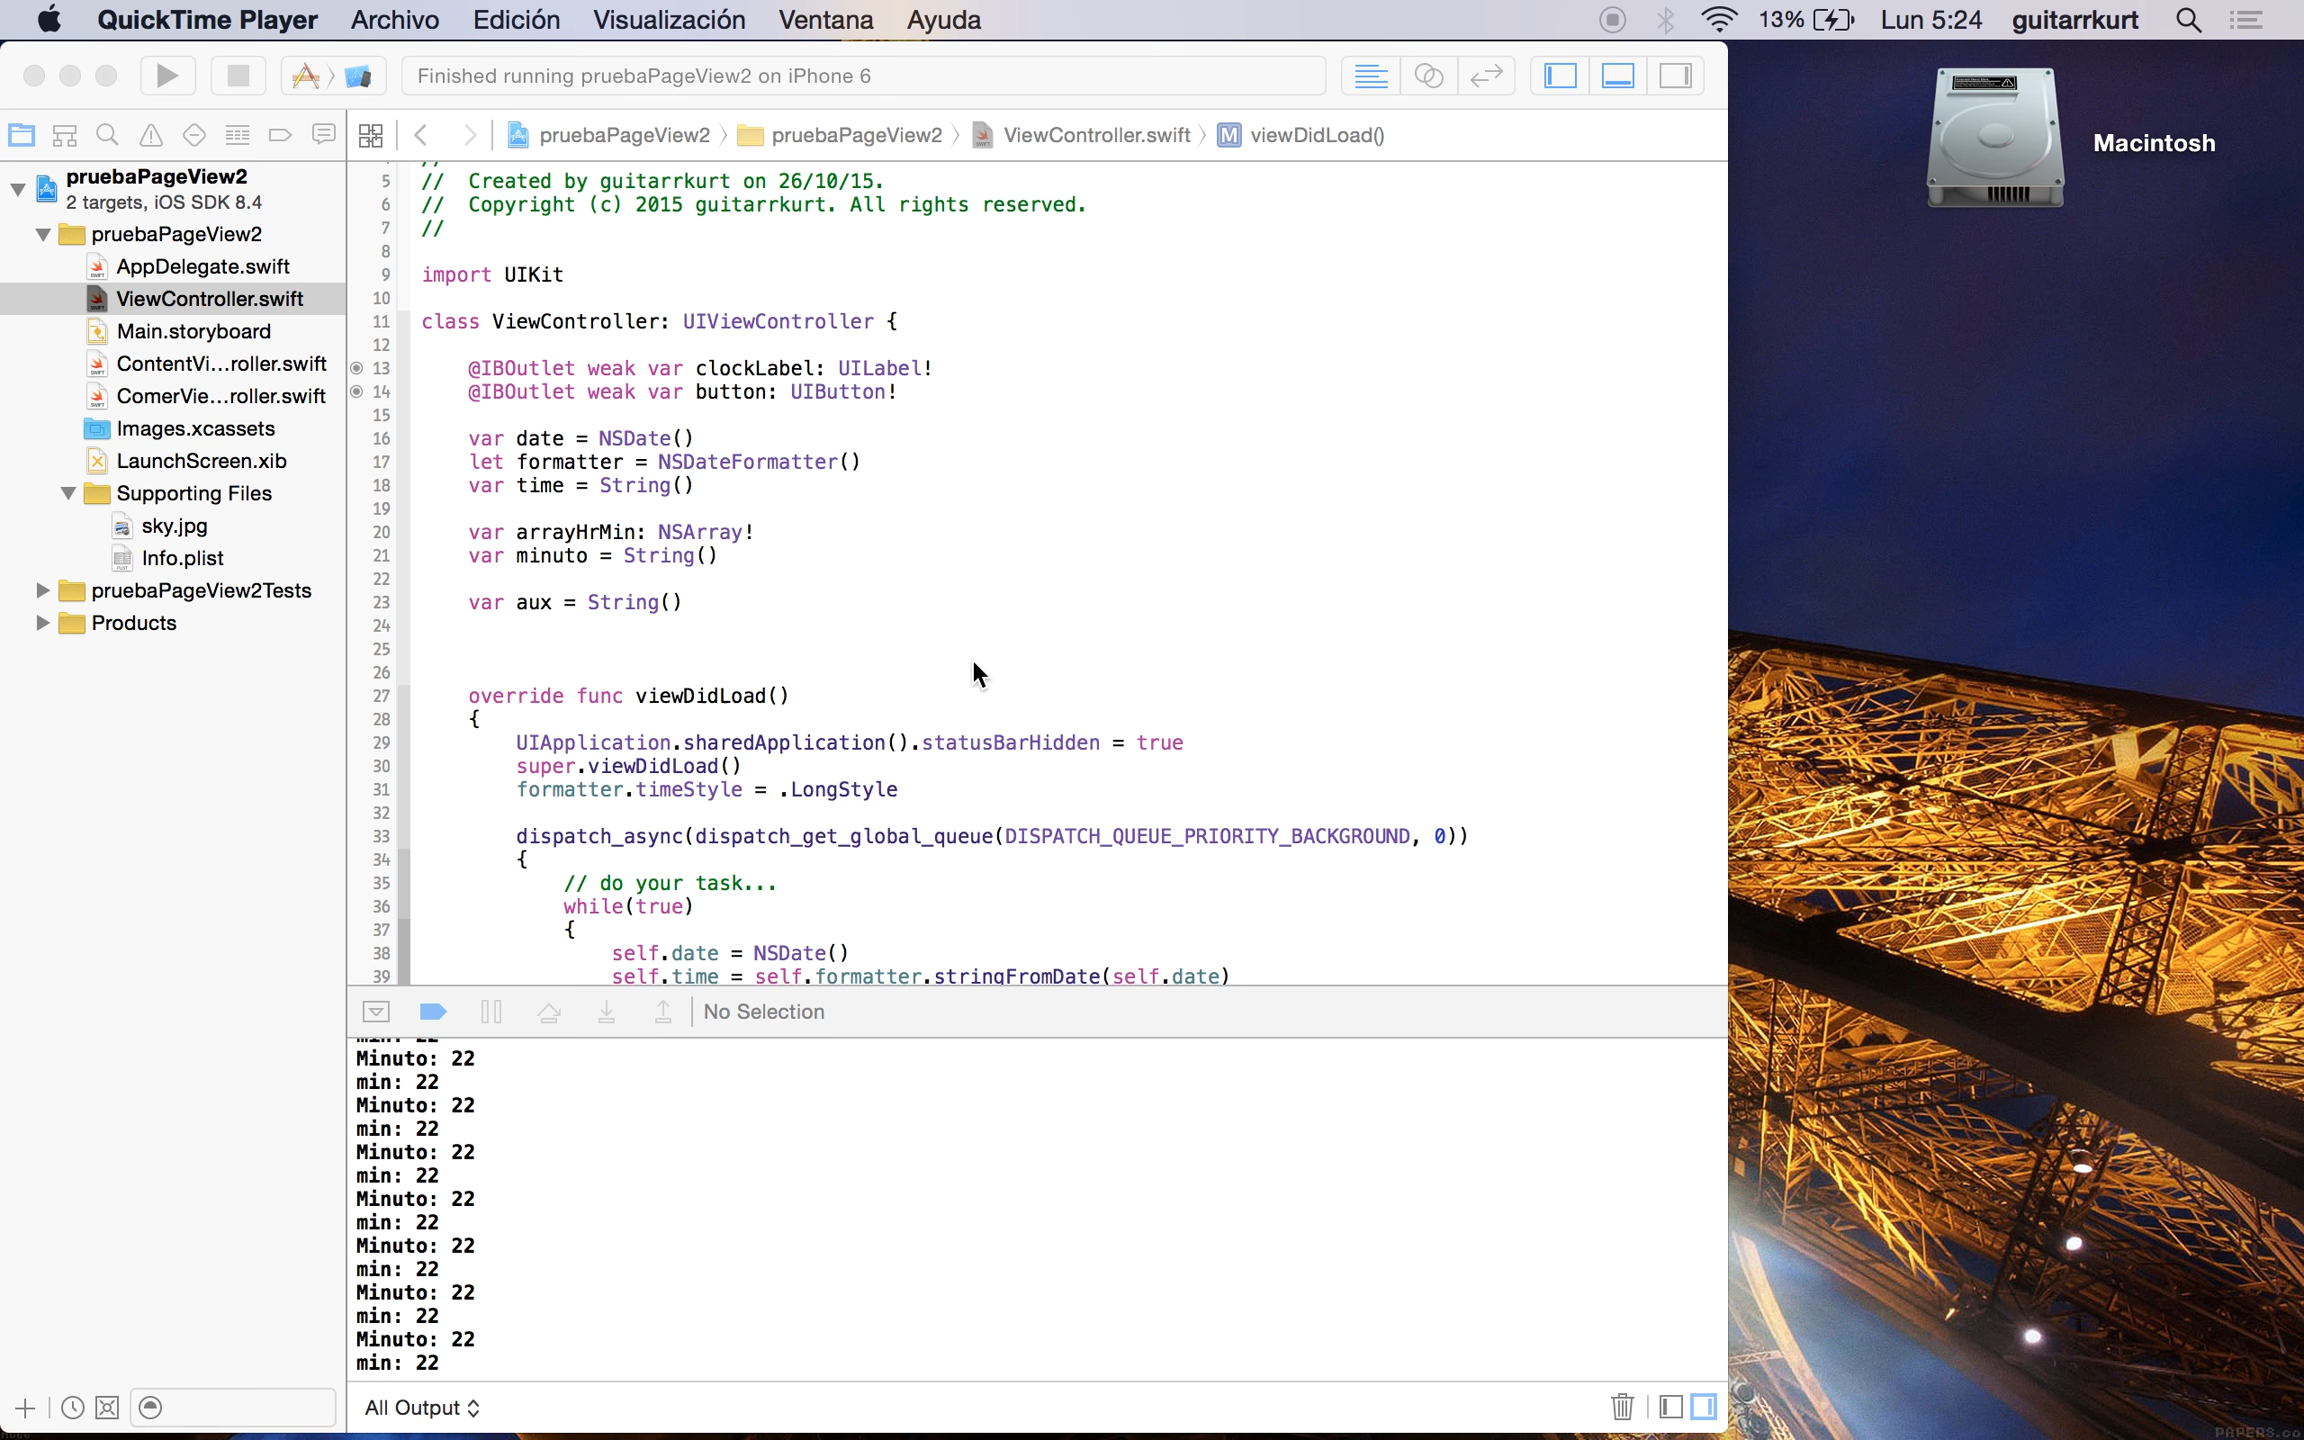 QuickTime Player Archivo Edición Visualización Ventana Ayuda 13% Lun 5:24 guitarrkurt
Finished running pruebaPageView2 on iPhone 6
Macintosh
pruebaPageView2 pruebaPageView2 ViewController.swift M viewDidLoad()
pruebaPageView2
2 targets, iOS SDK 8.4
pruebaPageView2
AppDelegate.swift
ViewController.swift
Main.storyboard
ContentVi...roller.swift
ComerVie...roller.swift
Images.xcassets
LaunchScreen.xib
Supporting Files
sky.jpg
Info.plist
pruebaPageView2Tests
Products
5 // Created by guitarrkurt on 26/10/15.
6 // Copyright (c) 2015 guitarrkurt. All rights reserved.
7 //
8
9 import UIKit
10
11 class ViewController: UIViewController {
12
13 @IBOutlet weak var clockLabel: UILabel!
14 @IBOutlet weak var button: UIButton!
15
16 var date = NSDate()
17 let formatter = NSDateFormatter()
18 var time = String()
19
20 var arrayHrMin: NSArray!
21 var minuto = String()
22
23 var aux = String()
24
25
26
27 override func viewDidLoad()
28 {
29 UIApplication.sharedApplication().statusBarHidden = true
30 super.viewDidLoad()
31 formatter.timeStyle = .LongStyle
32
33 dispatch_async(dispatch_get_global_queue(DISPATCH_QUEUE_PRIORITY_BACKGROUND, 0))
34 {
35 // do your task...
36 while(true)
37 {
38 self.date = NSDate()
39 self.time = self.formatter.stringFromDate(self.date)
No Selection
min: 22
Minuto: 22
min: 22
Minuto: 22
min: 22
Minuto: 22
min: 22
Minuto: 22
min: 22
Minuto: 22
min: 22
Minuto: 22
min: 22
Minuto: 22
min: 22
All Output